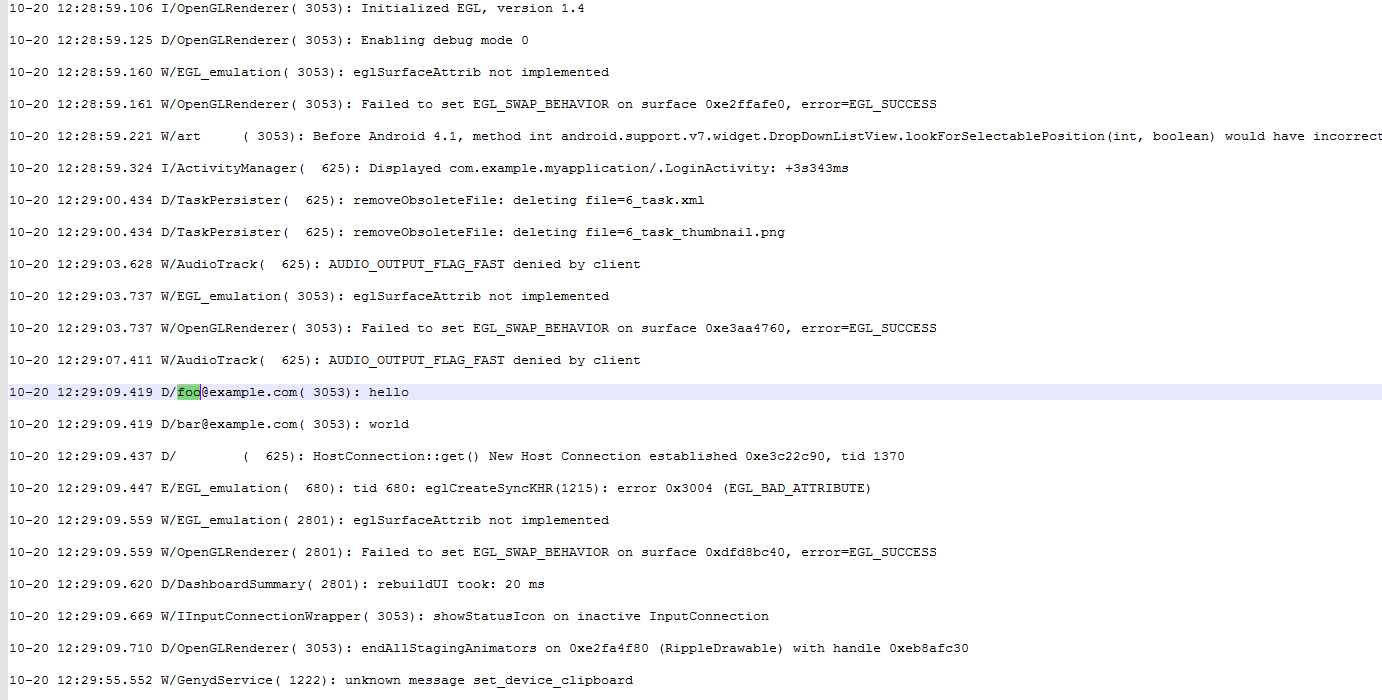 10-20 12:28:59.106 I/OpenGLRenderer( 3053): Initialized EGL, version 1.4
10-20 12:28:59.125 D/OpenGLRenderer( 3053): Enabling debug mode 0
10-20 12:28:59.160 W/EGL_emulation( 3053): eglSurfaceAttrib not implemented
10-20 12:28:59.161 W/OpenGLRenderer( 3053): Failed to set EGL_SWAP_BEHAVIOR on surface 0xe2ffafe0, error=EGL_SUCCESS
10-20 12:28:59.221 W/art     ( 3053): Before Android 4.1, method int android.support.v7.widget.DropDownListView.lookForSelectablePosition(int, boolean) would have incorrect
10-20 12:28:59.324 I/ActivityManager(  625): Displayed com.example.myapplication/.LoginActivity: +3s343ms
10-20 12:29:00.434 D/TaskPersister(  625): removeObsoleteFile: deleting file=6_task.xml
10-20 12:29:00.434 D/TaskPersister(  625): removeObsoleteFile: deleting file=6_task_thumbnail.png
10-20 12:29:03.628 W/AudioTrack(  625): AUDIO_OUTPUT_FLAG_FAST denied by client
10-20 12:29:03.737 W/EGL_emulation( 3053): eglSurfaceAttrib not implemented
10-20 12:29:03.737 W/OpenGLRenderer( 3053): Failed to set EGL_SWAP_BEHAVIOR on surface 0xe3aa4760, error=EGL_SUCCESS
10-20 12:29:07.411 W/AudioTrack(  625): AUDIO_OUTPUT_FLAG_FAST denied by client
10-20 12:29:09.419 D/foo@example.com( 3053): hello
10-20 12:29:09.419 D/bar@example.com( 3053): world
10-20 12:29:09.437 D/        (  625): HostConnection::get() New Host Connection established 0xe3c22c90, tid 1370
10-20 12:29:09.447 E/EGL_emulation(  680): tid 680: eglCreateSyncKHR(1215): error 0x3004 (EGL_BAD_ATTRIBUTE)
10-20 12:29:09.559 W/EGL_emulation( 2801): eglSurfaceAttrib not implemented
10-20 12:29:09.559 W/OpenGLRenderer( 2801): Failed to set EGL_SWAP_BEHAVIOR on surface 0xdfd8bc40, error=EGL_SUCCESS
10-20 12:29:09.620 D/DashboardSummary( 2801): rebuildUI took: 20 ms
10-20 12:29:09.669 W/IInputConnectionWrapper( 3053): showStatusIcon on inactive InputConnection
10-20 12:29:09.710 D/OpenGLRenderer( 3053): endAllStagingAnimators on 0xe2fa4f80 (RippleDrawable) with handle 0xeb8afc30
10-20 12:29:55.552 W/GenydService( 1222): unknown message set_device_clipboard